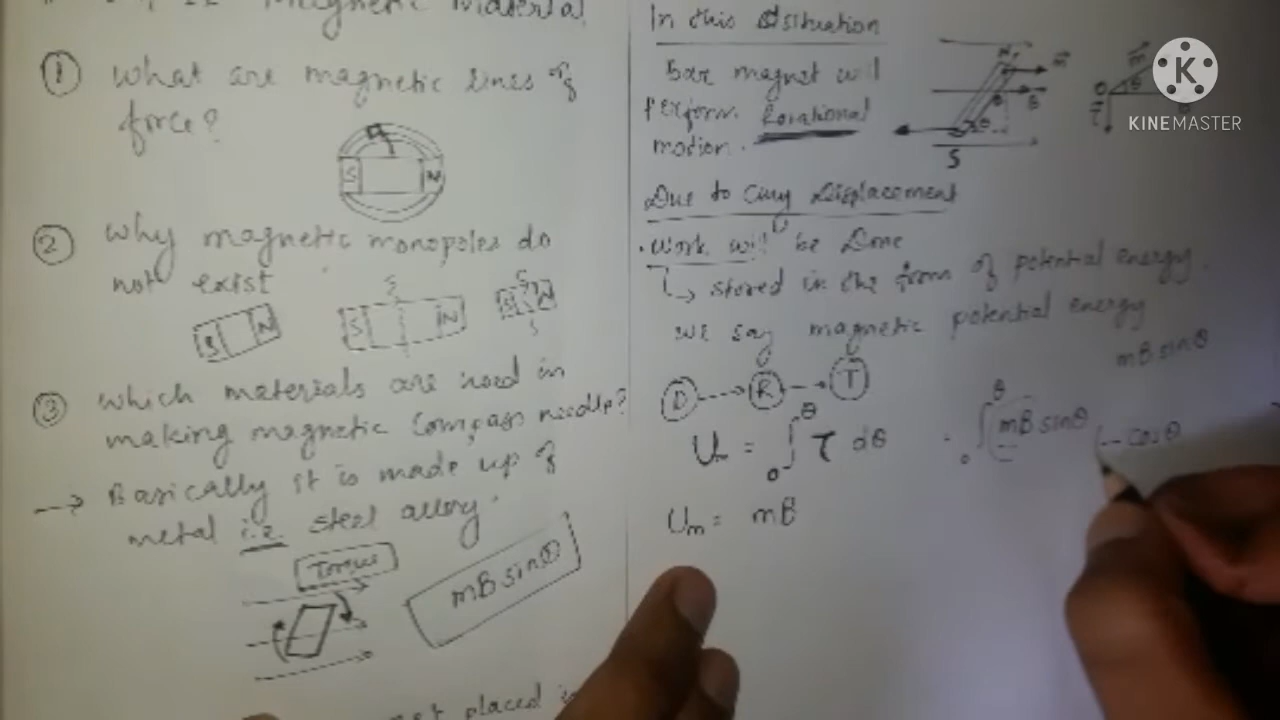 Magnetic Material
① What are magnetic lines of
force?
S N
② Why magnetic monopoles do
not exist
S N S N S N
③ Which materials are used in
making magnetic compass needle?
→ Basically it is made up of
metal i.e. steel alloy.
Torque
mB sinθ
placed in
In this situation
bar magnet will
perform Rotational
motion.
S
Due to any Displacement
. work will be Done
↳ stored in the form of potential energy.
we say magnetic potential energy
mB sinθ
D → R → T
U = ∫ τ dθ
0 θ
= ∫ mB sinθ (-cosθ
0 θ
Um = mB
K
KINEMASTER